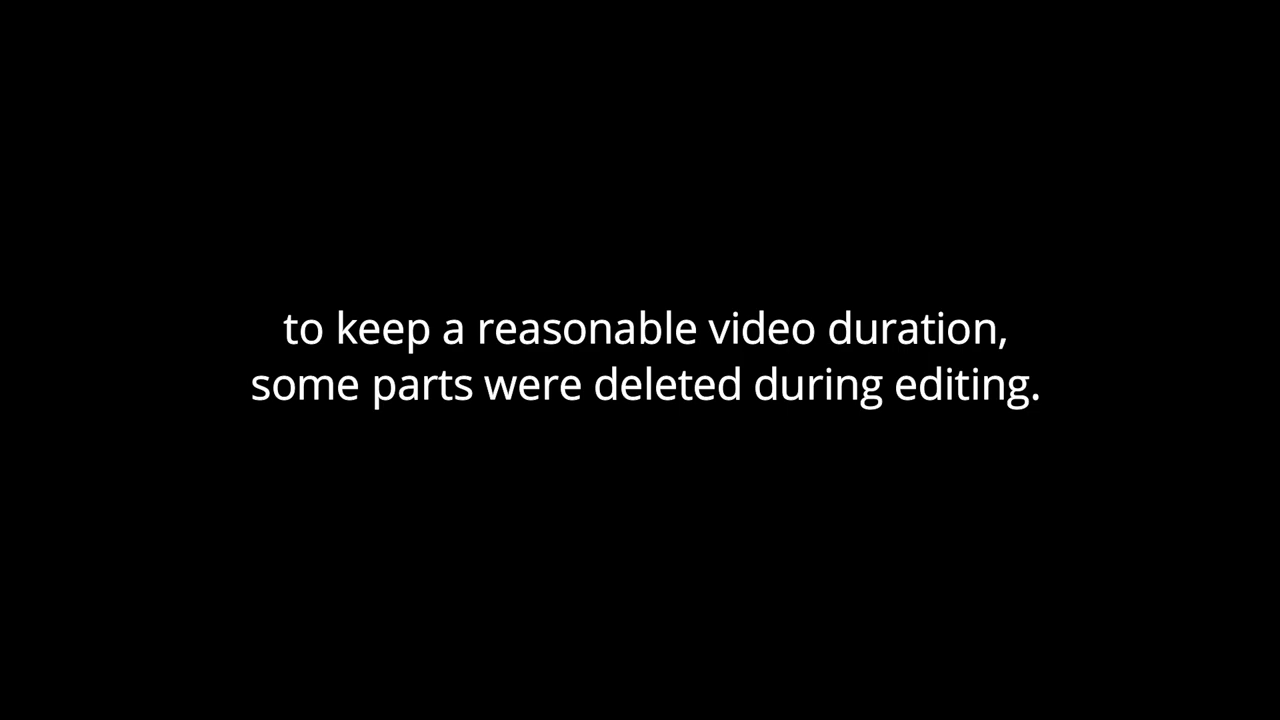 to keep a reasonable video duration,
some parts were deleted during editing.